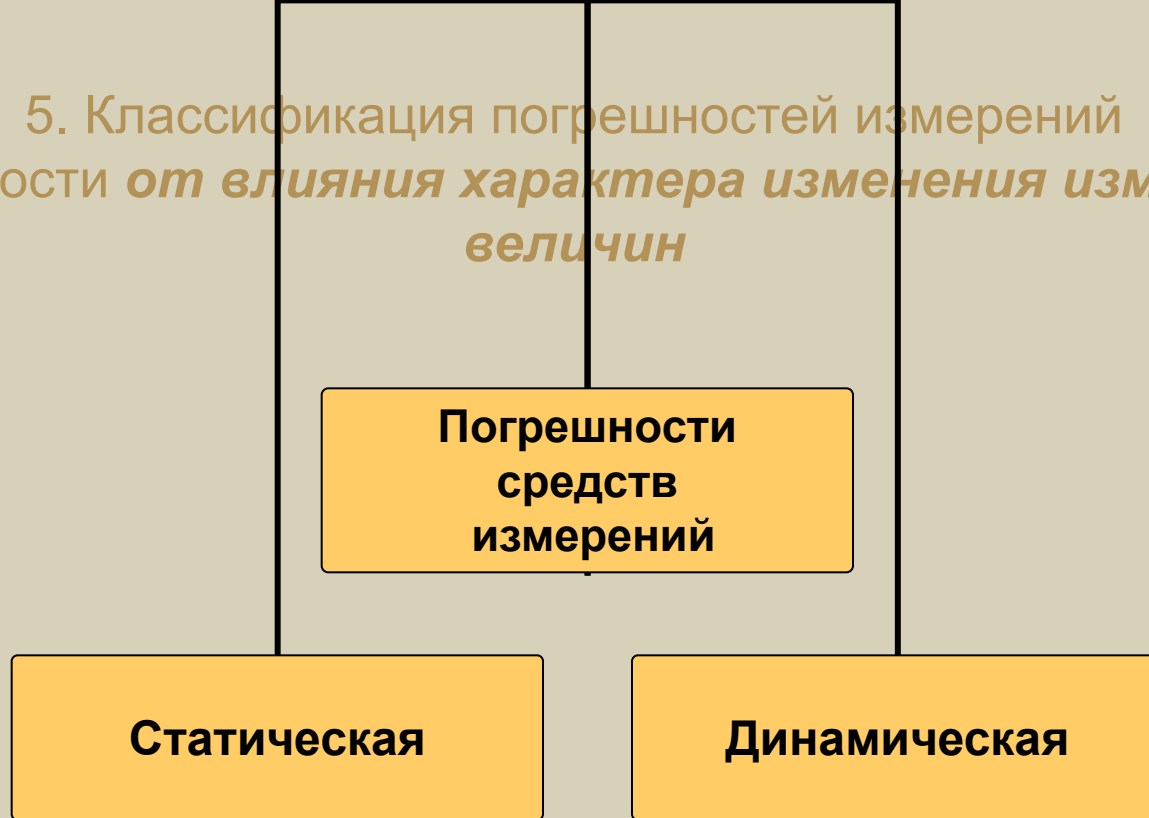 5. Классификация погрешностей измерений
ости от влияния характера изменения изм
величин
Погрешности
средств
измерений
Статическая
Динамическая